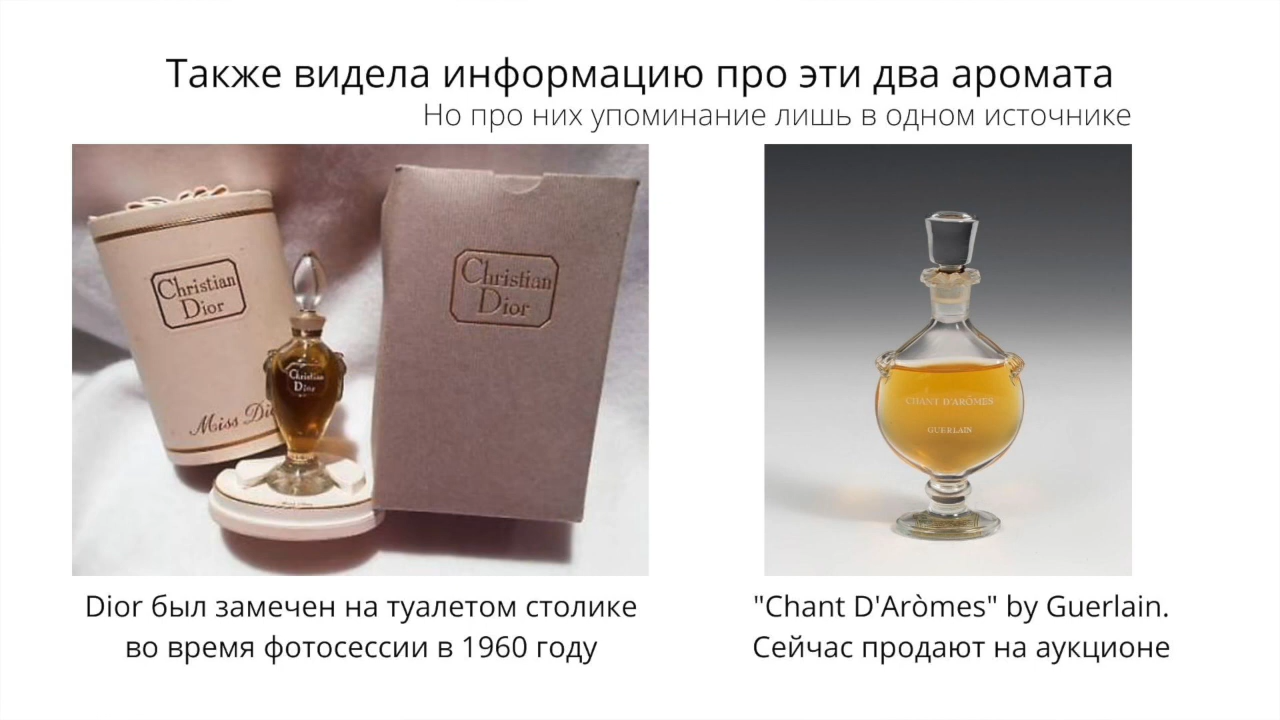 Также видела информацию про эти два аромата
Но про них упоминание лишь в одном источнике
Christian
Dior
Miss Di
Christian
Dior
Christian
Dior
CHANT D'ARÔMES
GUERLAIN
Dior был замечен на туалетом столике
во время фотосессии в 1960 году
"Chant D'Aròmes" by Guerlain.
Сейчас продают на аукционе